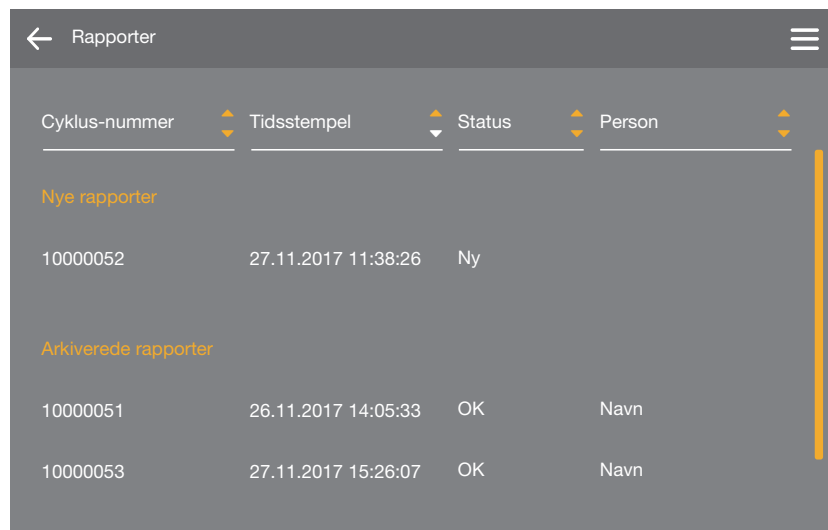 Rapporter
Cyklus-nummer Tidsstempel Status Person
Nye rapporter
10000052 27.11.2017 11:38:26 Ny
Arkiverede rapporter
10000051 26.11.2017 14:05:33 OK Navn
10000053 27.11.2017 15:26:07 OK Navn